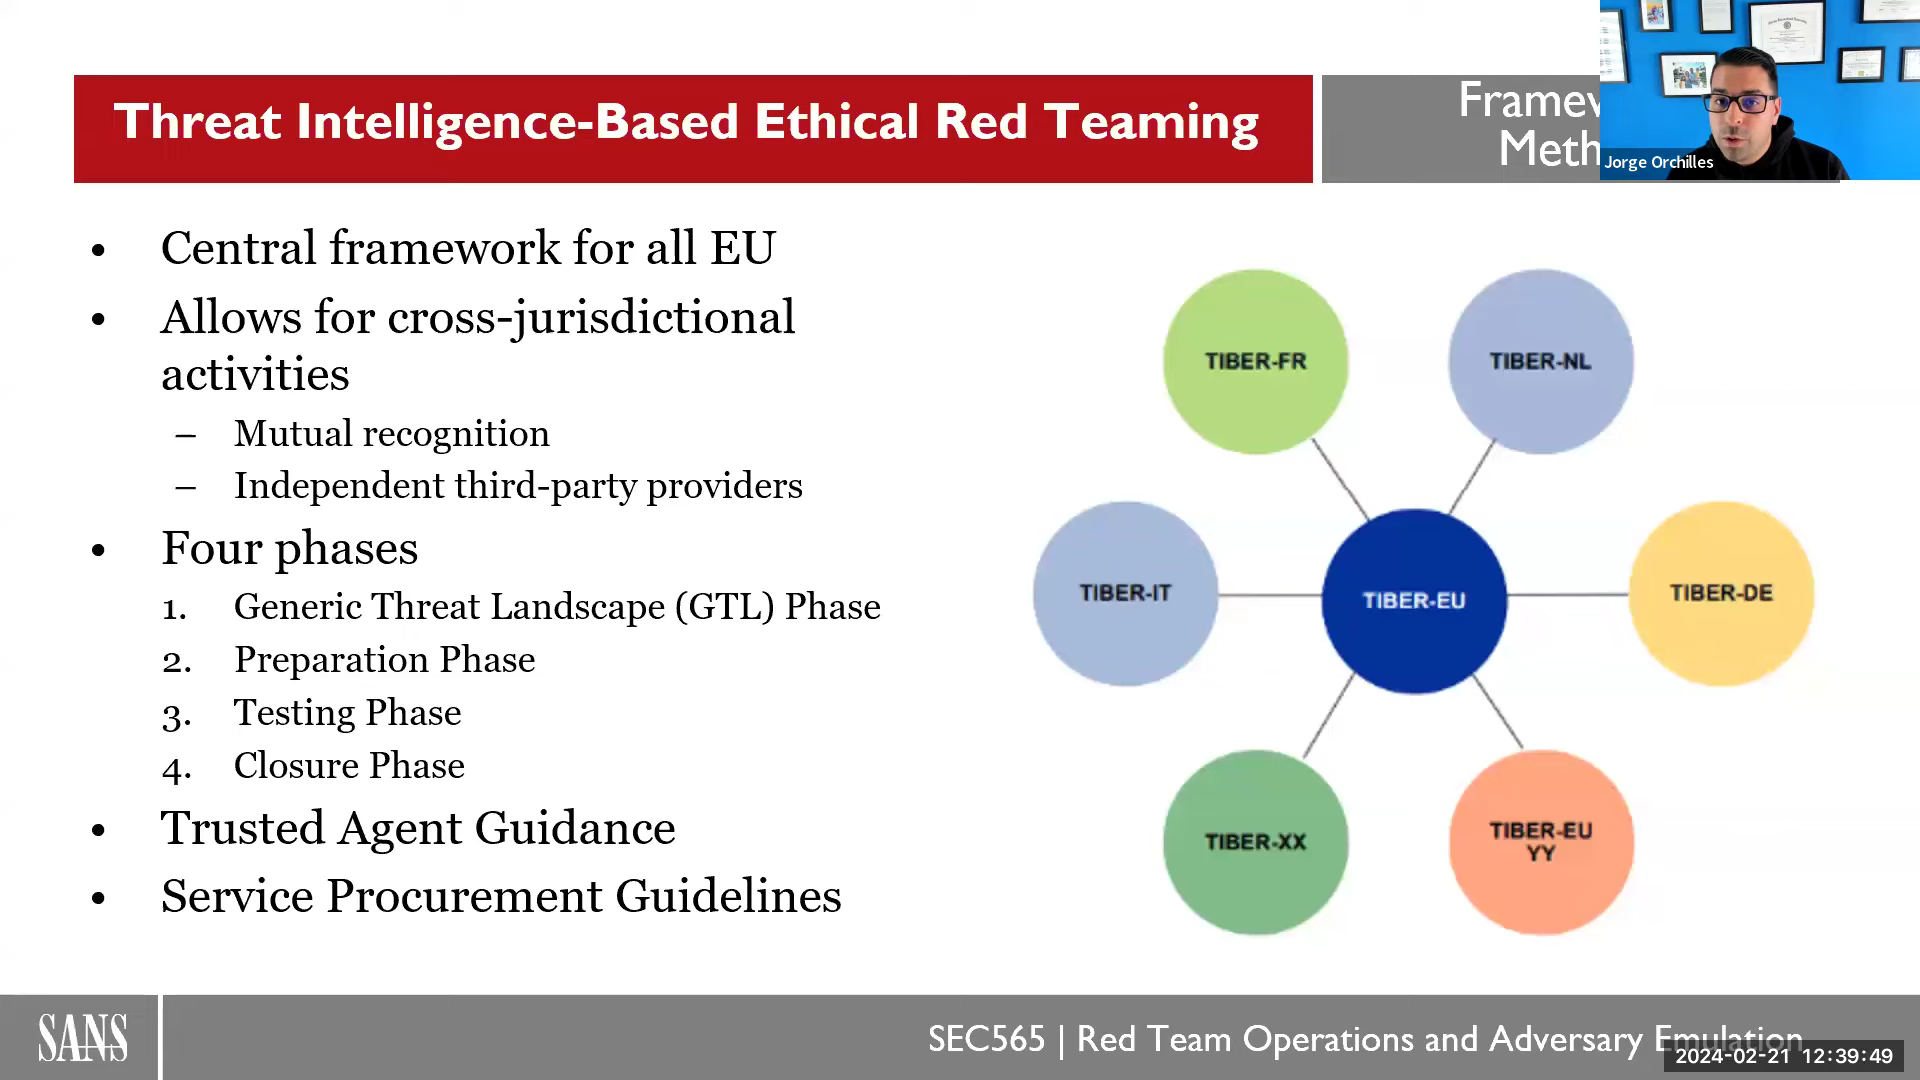 Threat Intelligence-Based Ethical Red Teaming
Jorge Orchilles
• Central framework for all EU
• Allows for cross-jurisdictional
activities
– Mutual recognition
– Independent third-party providers
• Four phases
1. Generic Threat Landscape (GTL) Phase
2. Preparation Phase
3. Testing Phase
4. Closure Phase
• Trusted Agent Guidance
• Service Procurement Guidelines
TIBER-FR
TIBER-NL
TIBER-IT
TIBER-EU
TIBER-DE
TIBER-XX
TIBER-EU
YY
SANS
SEC565 | Red Team Operations and Adversary Emulation
2024-02-21 12:39:49